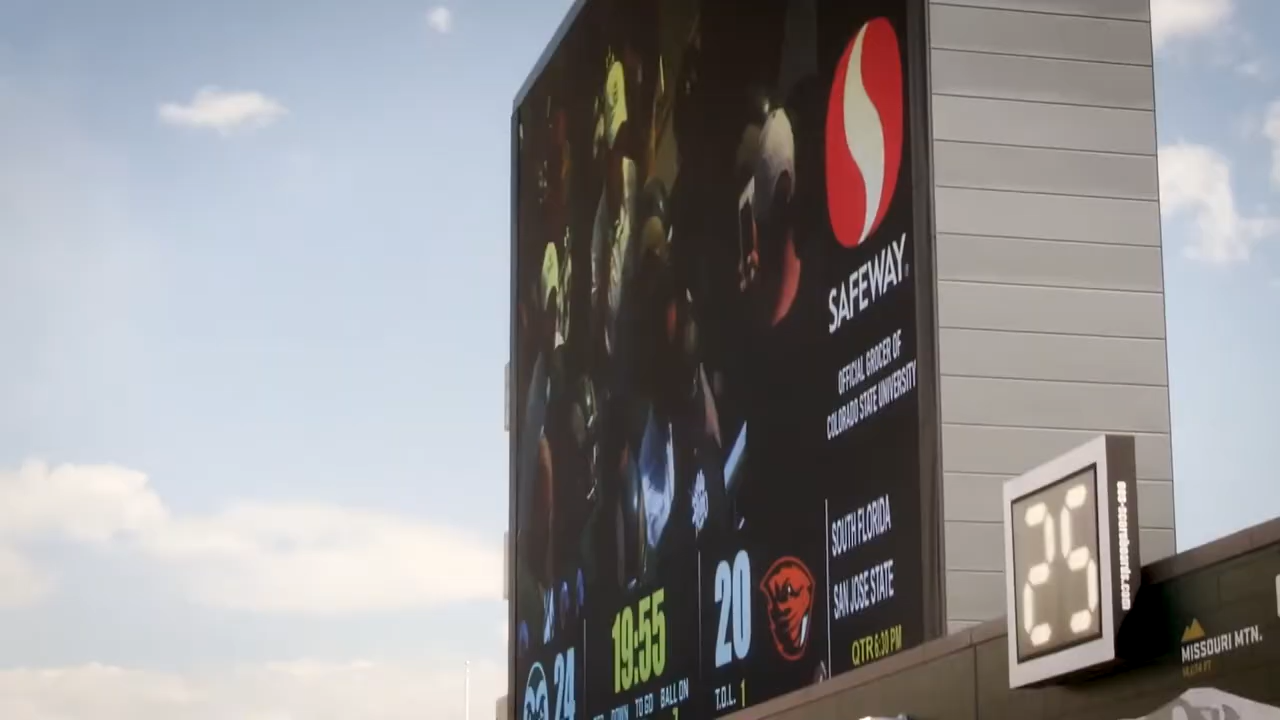 SAFEWAY
OFFICIAL GROCER OF
COLORADO STATE UNIVERSITY
SOUTH FLORIDA
SAN JOSE STATE
QTR 6:30 PM
24
19:55
20
DOWN TO GO BALL ON
T.O.L. 1
25
MISSOURI MTN.